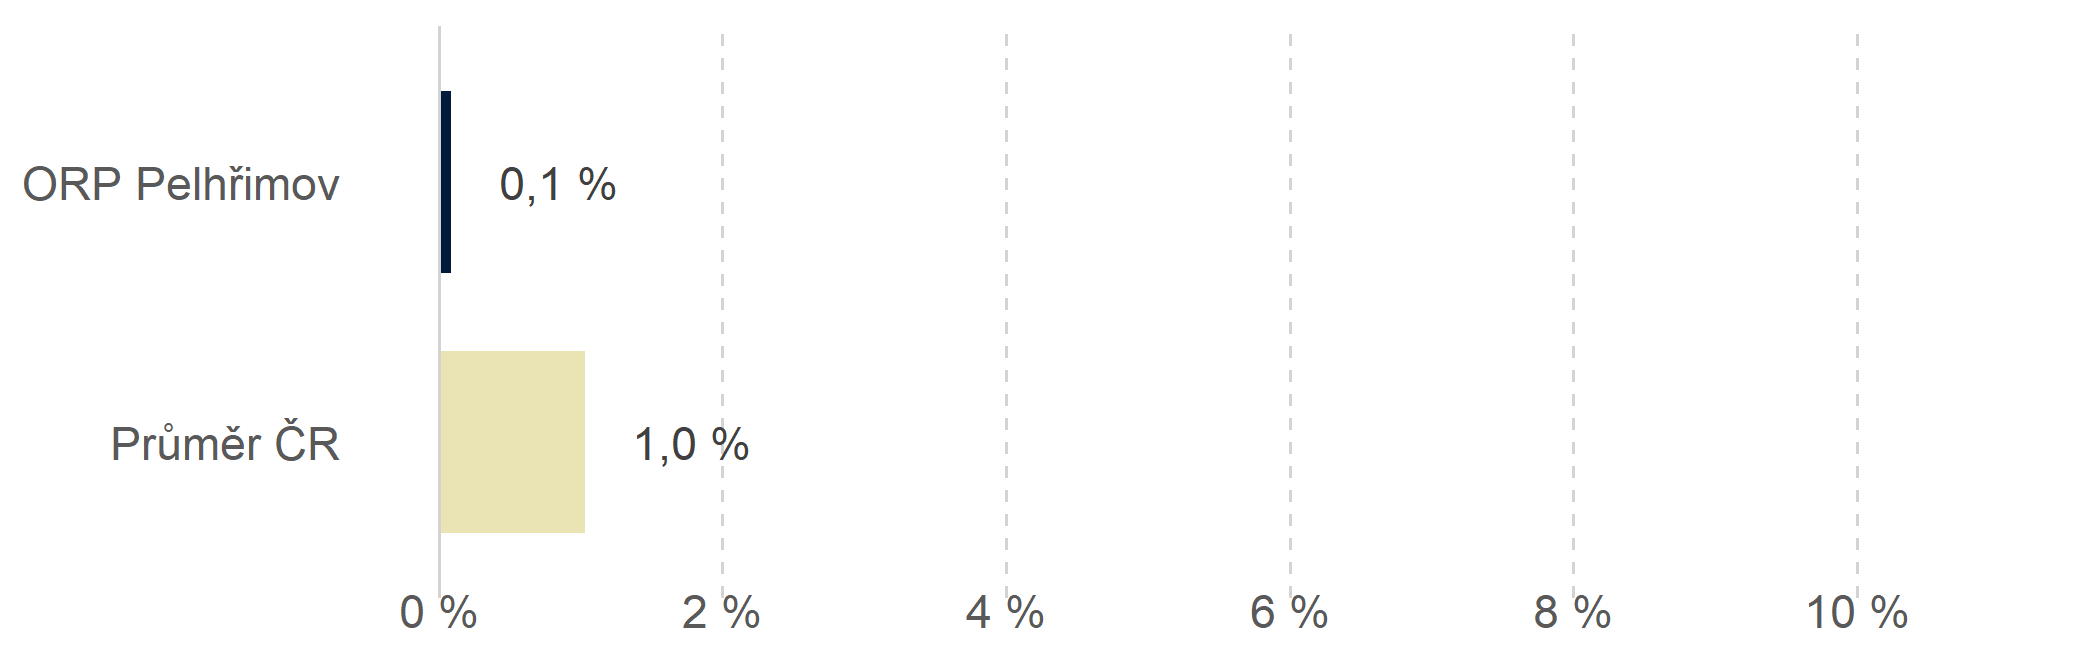 ORP Pelhřimov 0,1 %
Průměr ČR 1,0 %
0 % 2 % 4 % 6 % 8 % 10 %